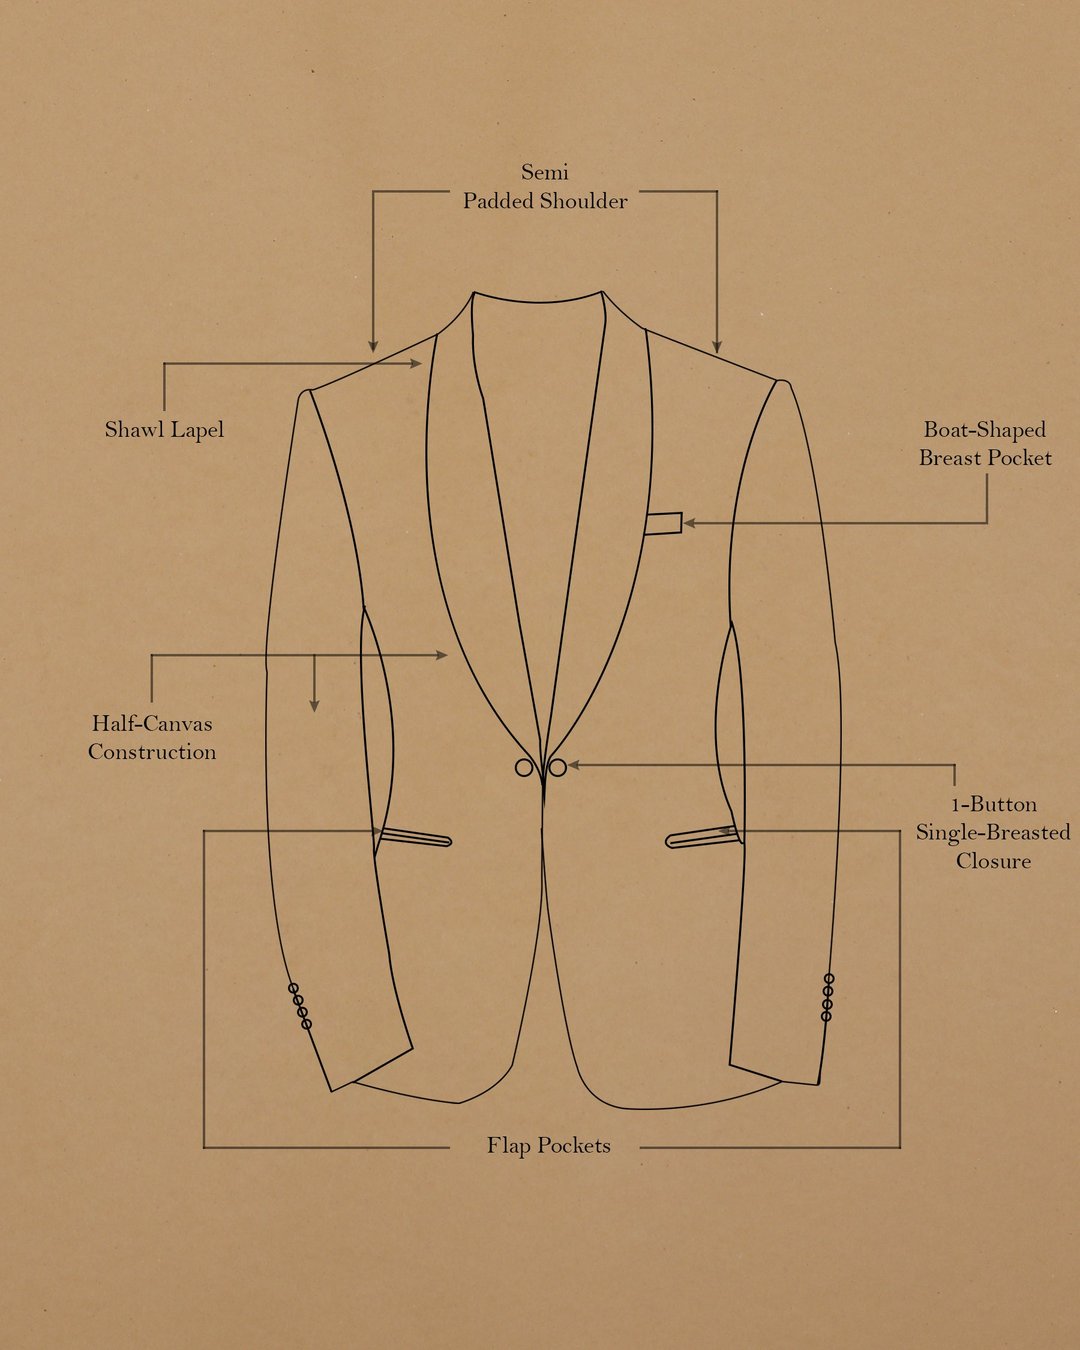 Semi
Padded Shoulder
Shawl Lapel
Boat-Shaped
Breast Pocket
Half-Canvas
Construction
1-Button
Single-Breasted
Closure
Flap Pockets